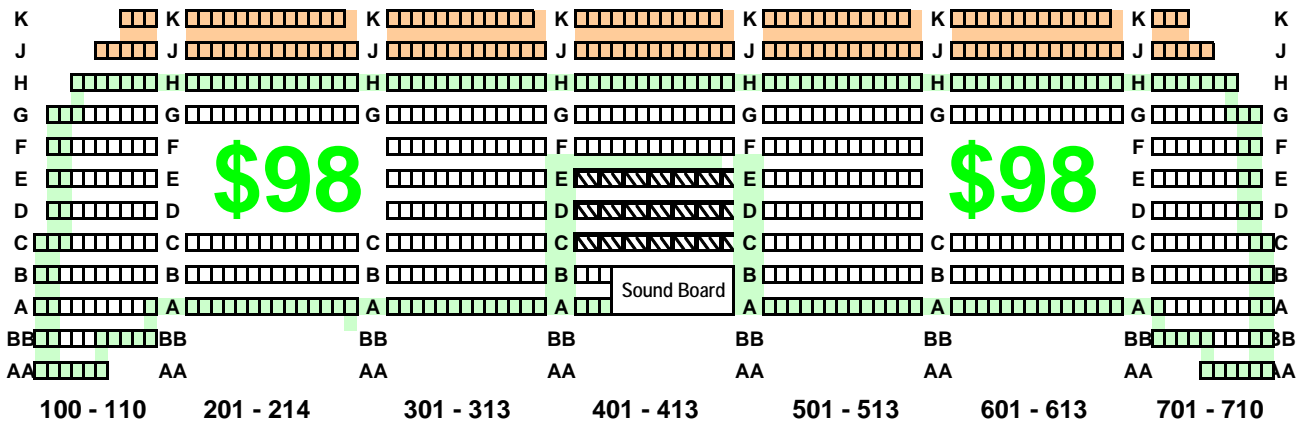 K K K K K K K K
J J J J J J J J
H H H H H H H H
G G G G G G G G
F F F F F F
$98 $98
E E E E E E
D D D D D D
C C C C C C C C
B B B B B B B B
Sound Board
A A A A A A A A
BB BB BB BB BB BB BB BB
AA AA AA AA AA AA AA AA
100 - 110 201 - 214 301 - 313 401 - 413 501 - 513 601 - 613 701 - 710